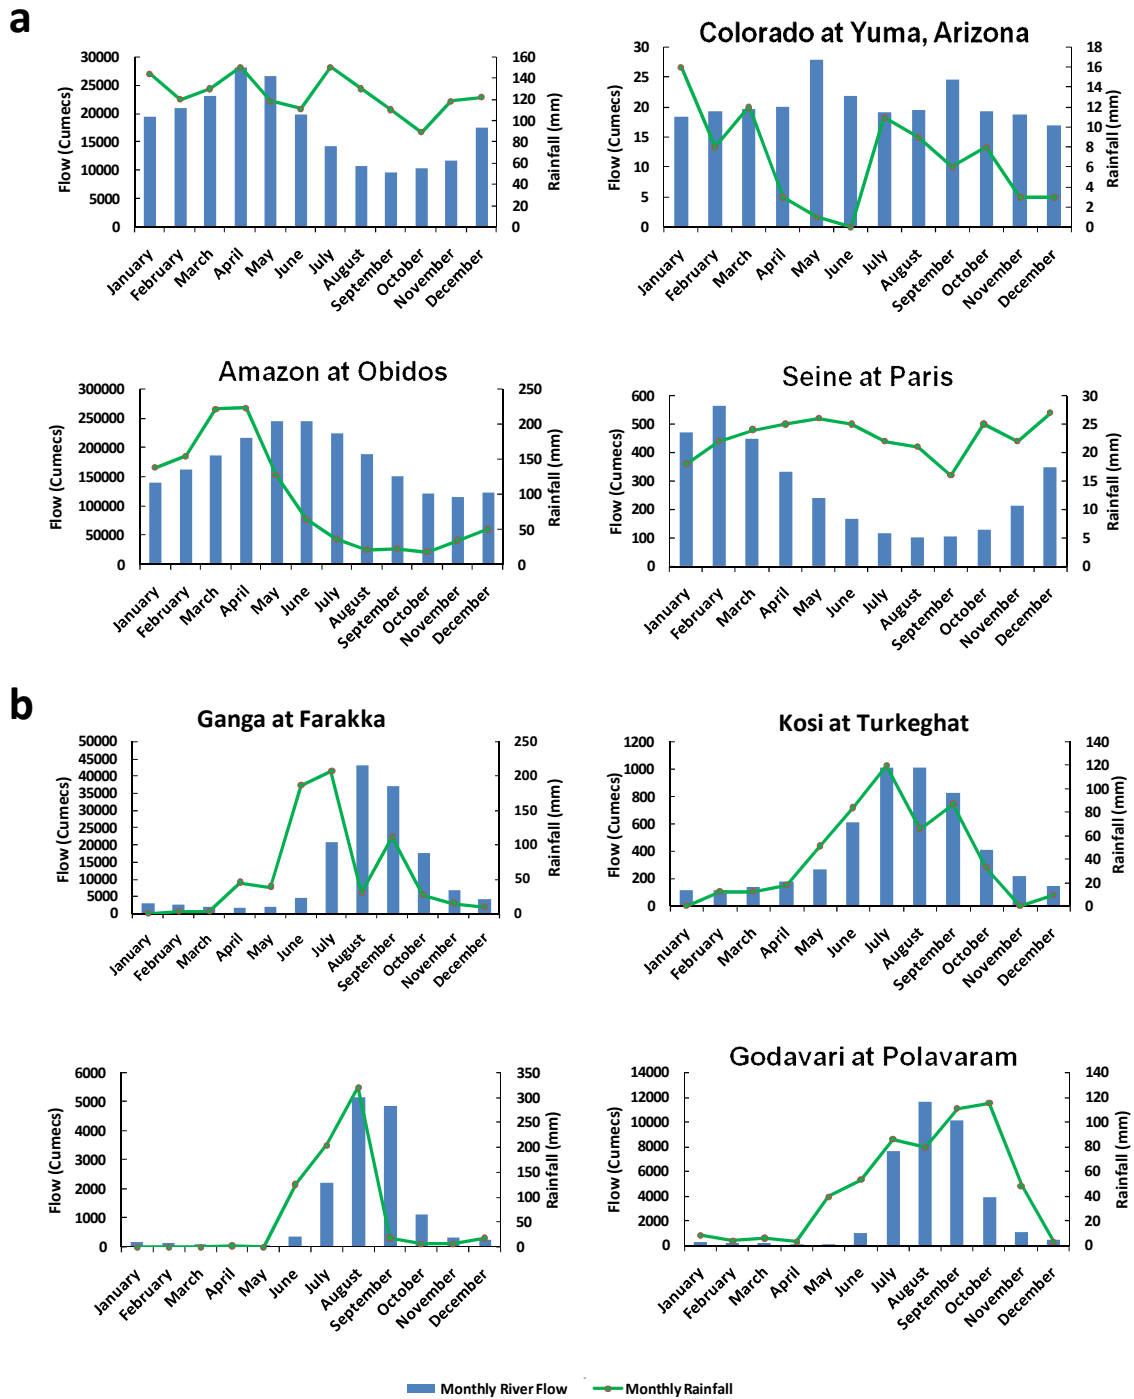 a
30000
25000
20000
15000
10000
5000
0
Flow (Cumecs)
160
140
120
100
80
60
40
20
0
Rainfall (mm)
January
February
March
April
May
June
July
August
September
October
November
December
Colorado at Yuma, Arizona
30
25
20
15
10
5
0
Flow (Cumecs)
18
16
14
12
10
8
6
4
2
0
Rainfall (mm)
January
February
March
April
May
June
July
August
September
October
November
December
Amazon at Obidos
300000
250000
200000
150000
100000
50000
0
Flow (Cumecs)
250
200
150
100
50
0
Rainfall (mm)
January
February
March
April
May
June
July
August
September
October
November
December
Seine at Paris
600
500
400
300
200
100
0
Flow (Cumecs)
30
25
20
15
10
5
0
Rainfall (mm)
January
February
March
April
May
June
July
August
September
October
November
December
b
Ganga at Farakka
50000
45000
40000
35000
30000
25000
20000
15000
10000
5000
0
Flow (Cumecs)
250
200
150
100
50
0
Rainfall (mm)
January
February
March
April
May
June
July
August
September
October
November
December
Kosi at Turkeghat
1200
1000
800
600
400
200
0
Flow (Cumecs)
140
120
100
80
60
40
20
0
Rainfall (mm)
January
February
March
April
May
June
July
August
September
October
November
December
6000
5000
4000
3000
2000
1000
0
Flow (Cumecs)
350
300
250
200
150
100
50
0
Rainfall (mm)
January
February
March
April
May
June
July
August
September
October
November
December
Godavari at Polavaram
14000
12000
10000
8000
6000
4000
2000
0
Flow (Cumecs)
140
120
100
80
60
40
20
0
Rainfall (mm)
January
February
March
April
May
June
July
August
September
October
November
December
Monthly River Flow
Monthly Rainfall